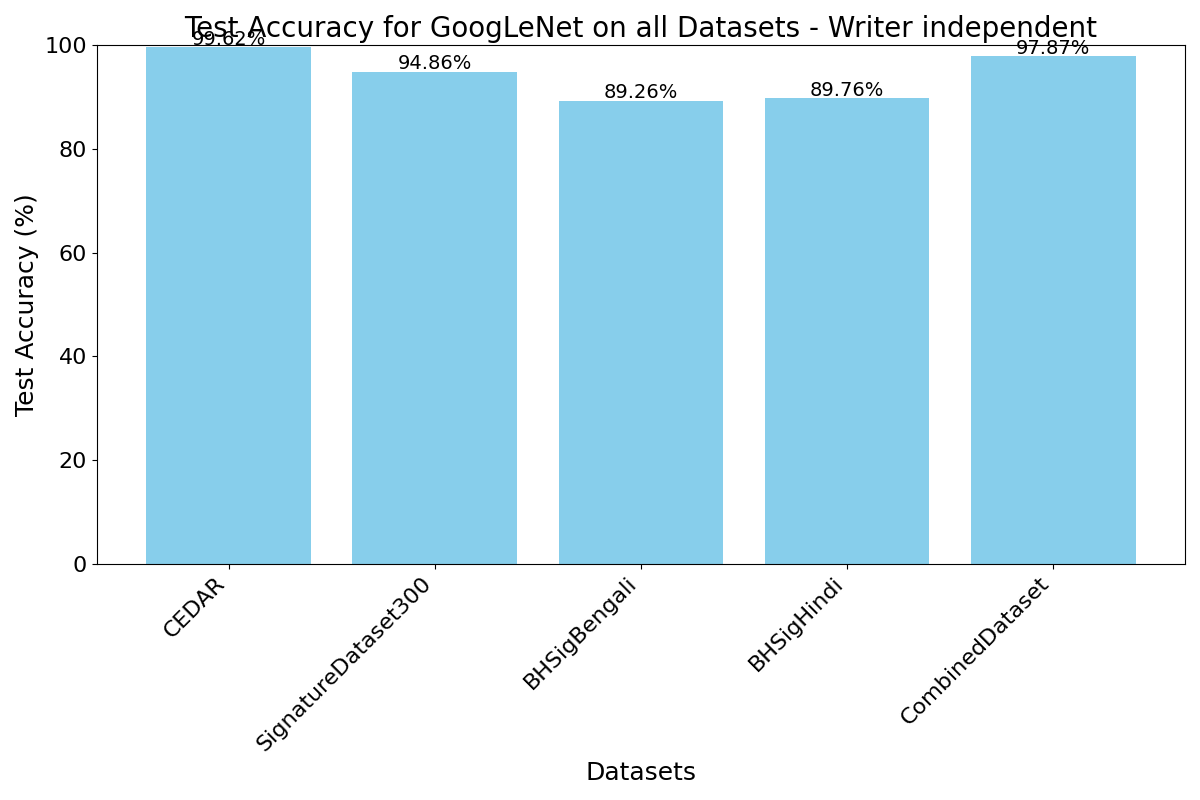 Test Accuracy for GoogLeNet on all Datasets - Writer independent
99.62%
94.86%
89.26%
89.76%
97.87%
100
80
60
40
20
0
Test Accuracy (%)
CEDAR
SignatureDataset300
BHSigBengali
BHSigHindi
CombinedDataset
Datasets